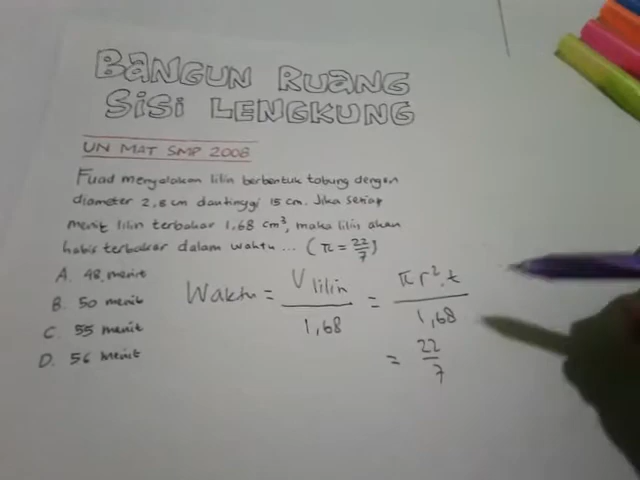 BANGUN RUANG
SISI LENGKUNG
UN MAT SMP 2008
Fuad menyalakan lilin berbentuk tabung dengan
diameter 2,8 cm dan tinggi 15 cm. Jika setiap
menit lilin terbakar 1,68 cm³, maka lilin akan
habis terbakar dalam waktu ... (π = 22/7)
A. 48 menit
B. 50 menit
C. 55 menit
D. 56 menit
Waktu = V lilin / 1,68 = π r². t / 1,68
= 22/7